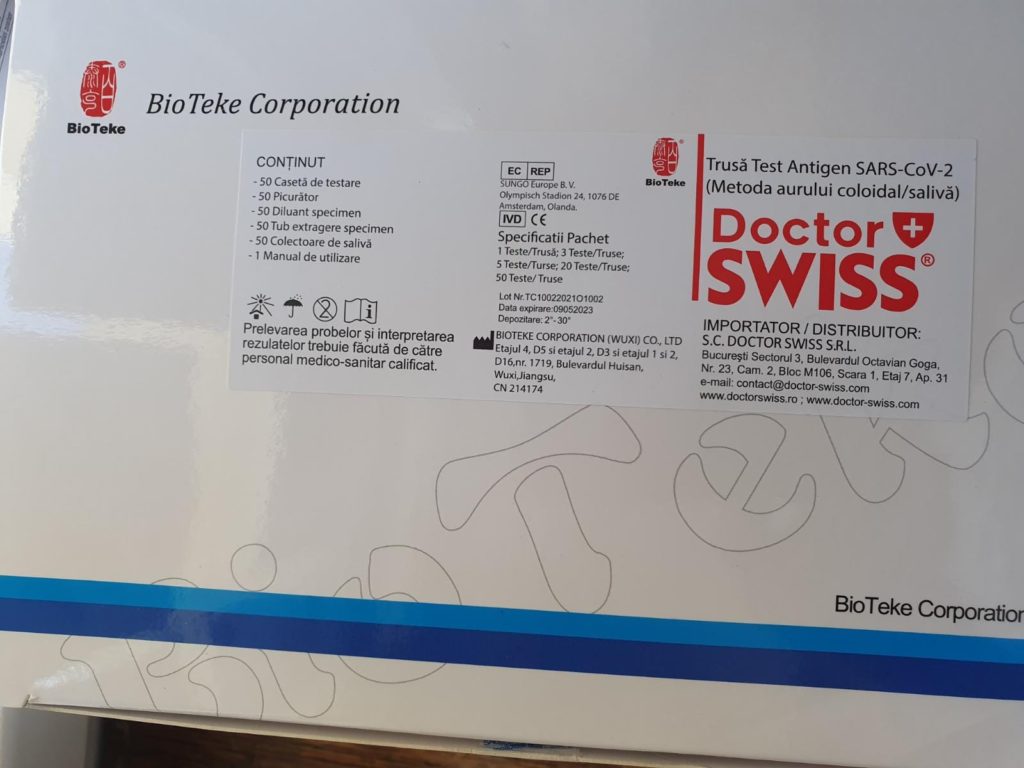 BioTeke
BioTeke Corporation
CONȚINUT
- 50 Casetă de testare
- 50 Picurător
- 50 Diluant specimen
- 50 Tub extragere specimen
- 50 Colectoare de salivă
- 1 Manual de utilizare
Prelevarea probelor și interpretarea
rezulatelor trebuie făcută de către
personal medico-sanitar calificat.
EC REP
SUNGO Europe B. V.
Olympisch Stadion 24, 1076 DE
Amsterdam, Olanda.
IVD CE
Specificatii Pachet
1 Teste/Trusă; 3 Teste/Truse;
5 Teste/Turse; 20 Teste/Truse;
50 Teste/ Truse
Lot Nr.TC10022021O1002
Data expirare:09052023
Depozitare: 2°-30°
BIOTEKE CORPORATION (WUXI) CO., LTD
Etajul 4, D5 si etajul 2, D3 si etajul 1 si 2,
D16,nr. 1719, Bulevardul Huisan,
Wuxi,Jiangsu,
CN 214174
BioTeke
Trusă Test Antigen SARS-CoV-2
(Metoda aurului coloidal/salivă)
Doctor
SWISS®
IMPORTATOR / DISTRIBUITOR:
S.C. DOCTOR SWISS S.R.L.
București Sectorul 3, Bulevardul Octavian Goga,
Nr. 23, Cam. 2, Bloc M106, Scara 1, Etaj 7, Ap. 31
e-mail: contact@doctor-swiss.com
www.doctorswiss.ro ; www.doctor-swiss.com
BioTeke
BioTeke Corporation